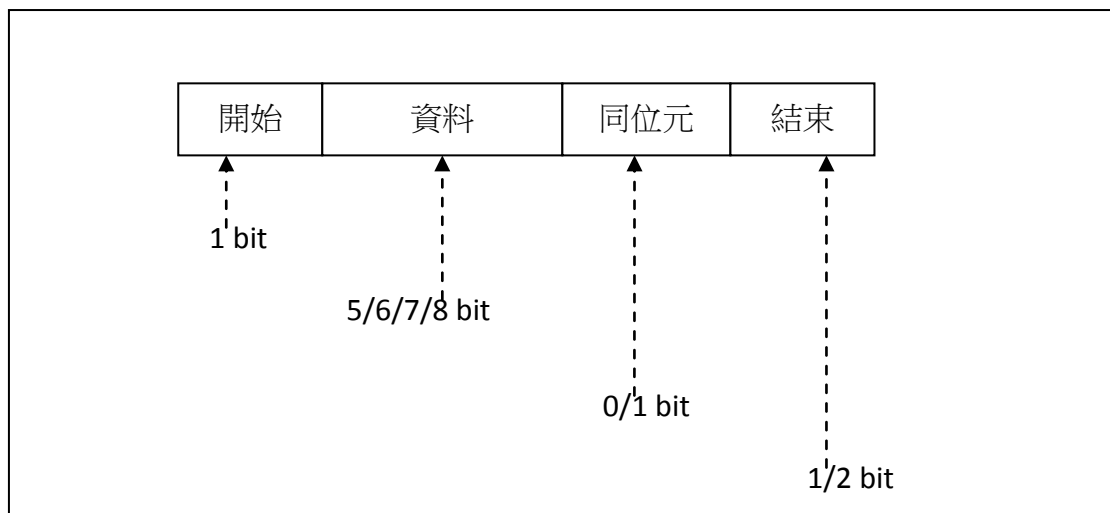 開始 資料 同位元 結束
1 bit
5/6/7/8 bit
0/1 bit
1/2 bit